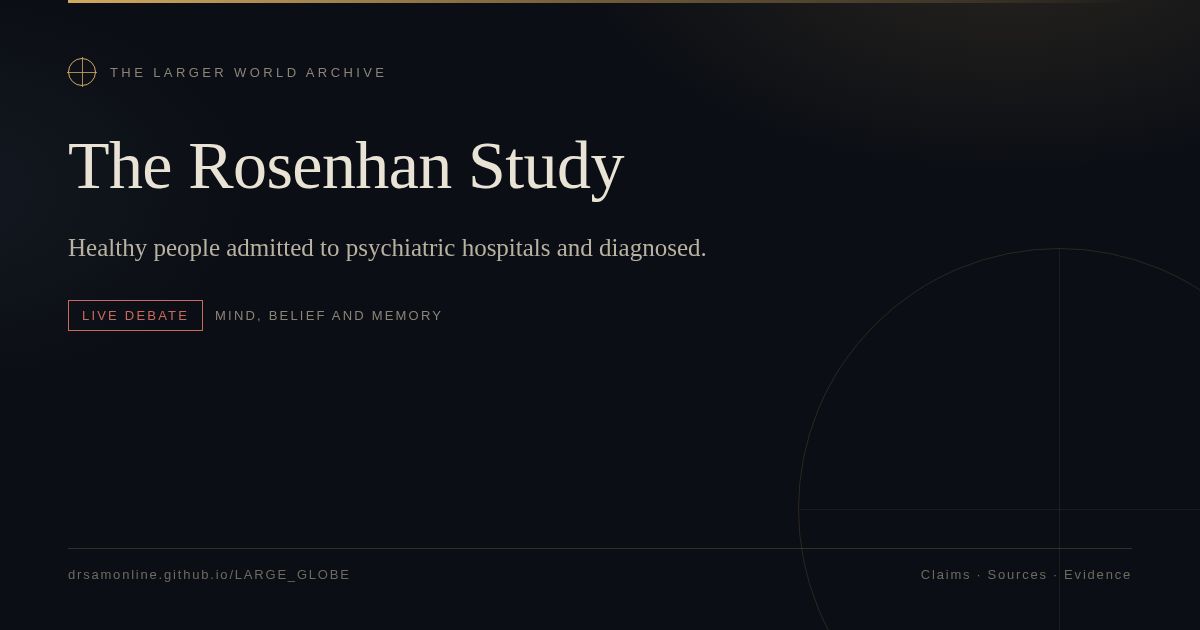 THE LARGER WORLD ARCHIVE
The Rosenhan Study
Healthy people admitted to psychiatric hospitals and diagnosed.
LIVE DEBATE MIND, BELIEF AND MEMORY
drsamonline.github.io/LARGE_GLOBE Claims · Sources · Evidence